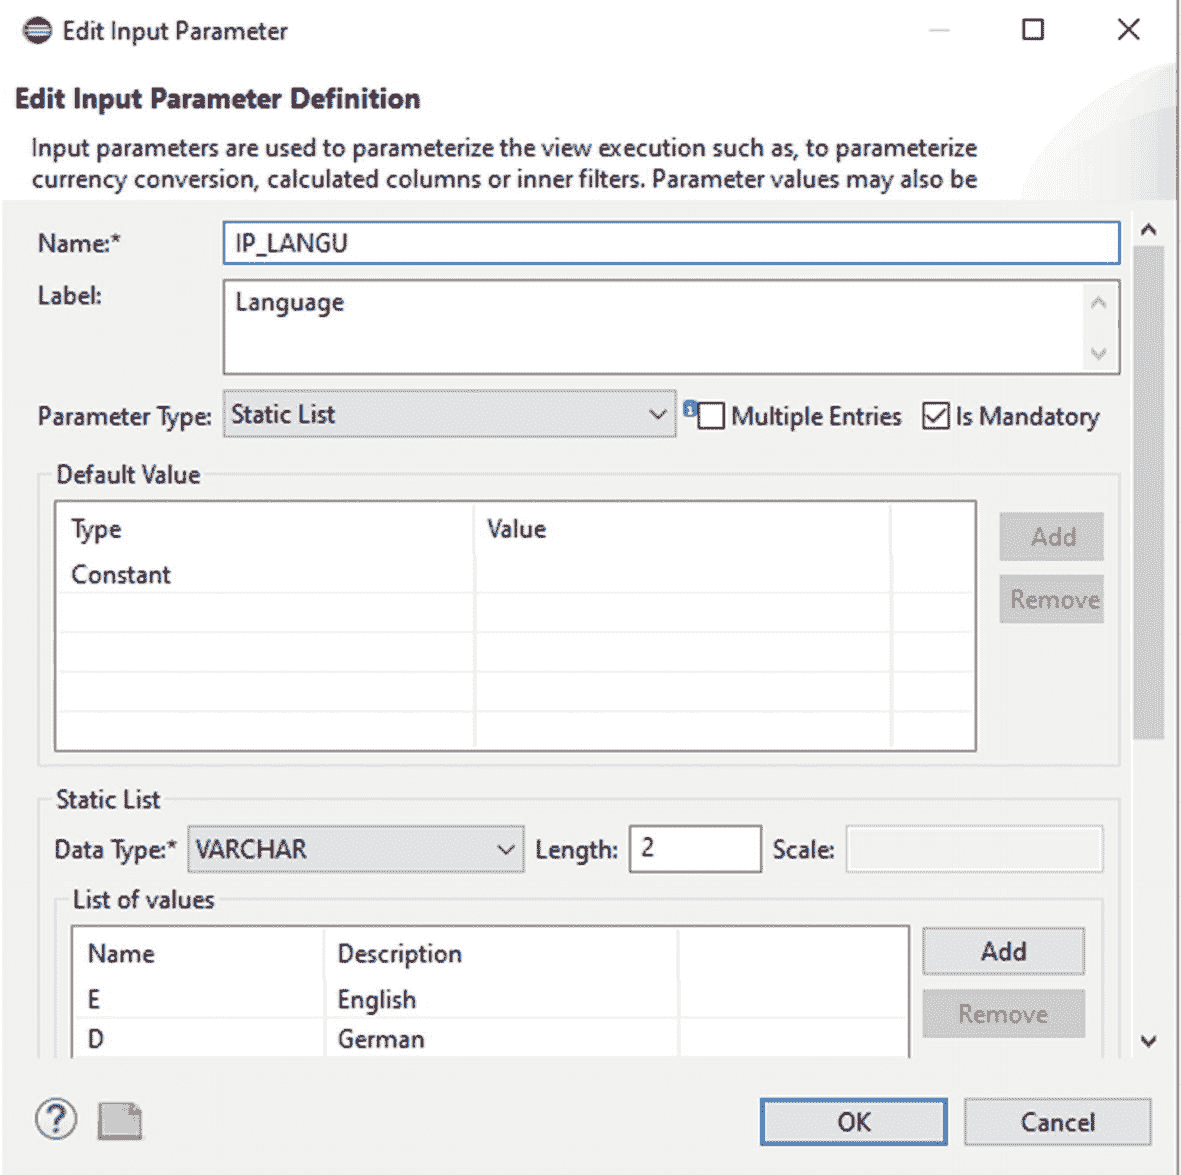 Edit Input Parameter
Edit Input Parameter Definition
Input parameters are used to parameterize the view execution such as, to parameterize
currency conversion, calculated columns or inner filters. Parameter values may also be
Name:* IP_LANGU
Label: Language
Parameter Type: Static List Multiple Entries Is Mandatory
Default Value
Type Value
Add
Constant
Remove
Static List
Data Type:* VARCHAR Length: 2 Scale:
List of values
Name Description Add
E English
Remove
D German
? OK Cancel